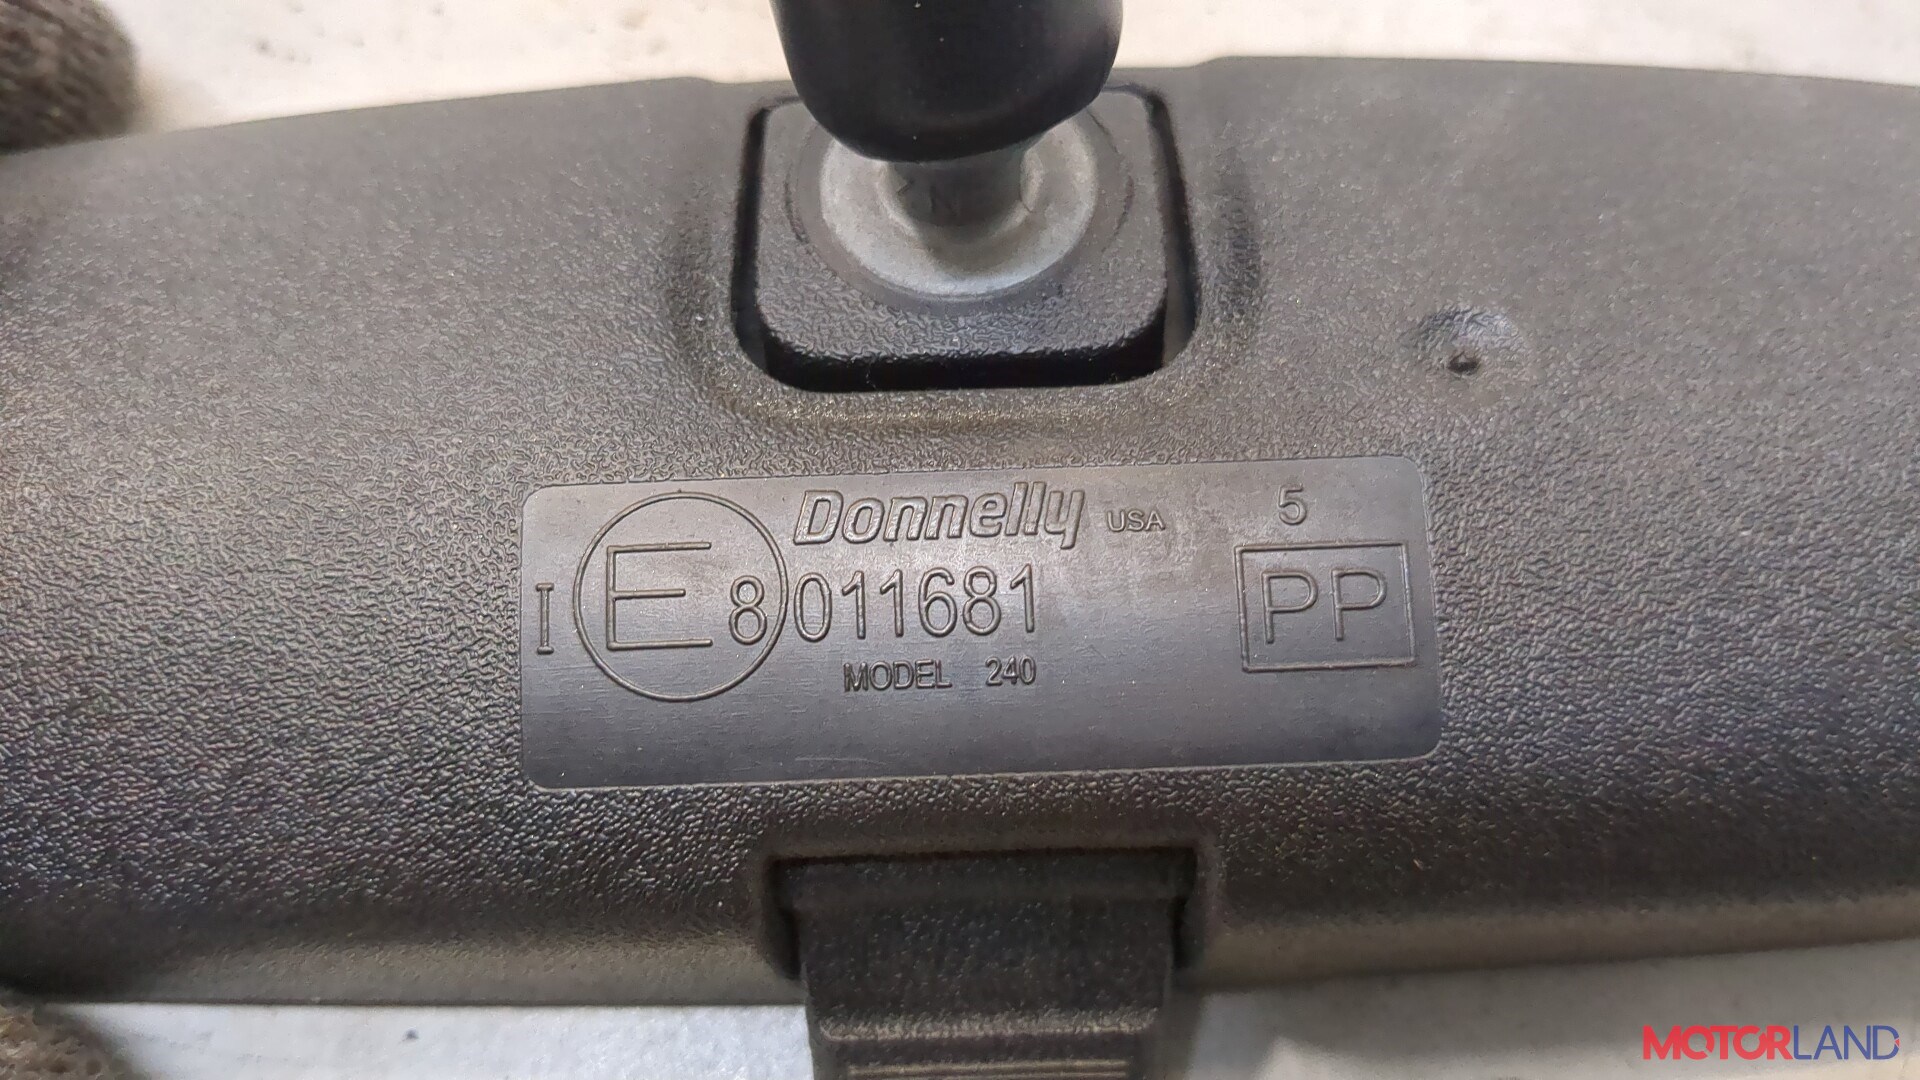 Donnelly USA 5
I E 8 011681 PP
MODEL 240
MOTORLAND